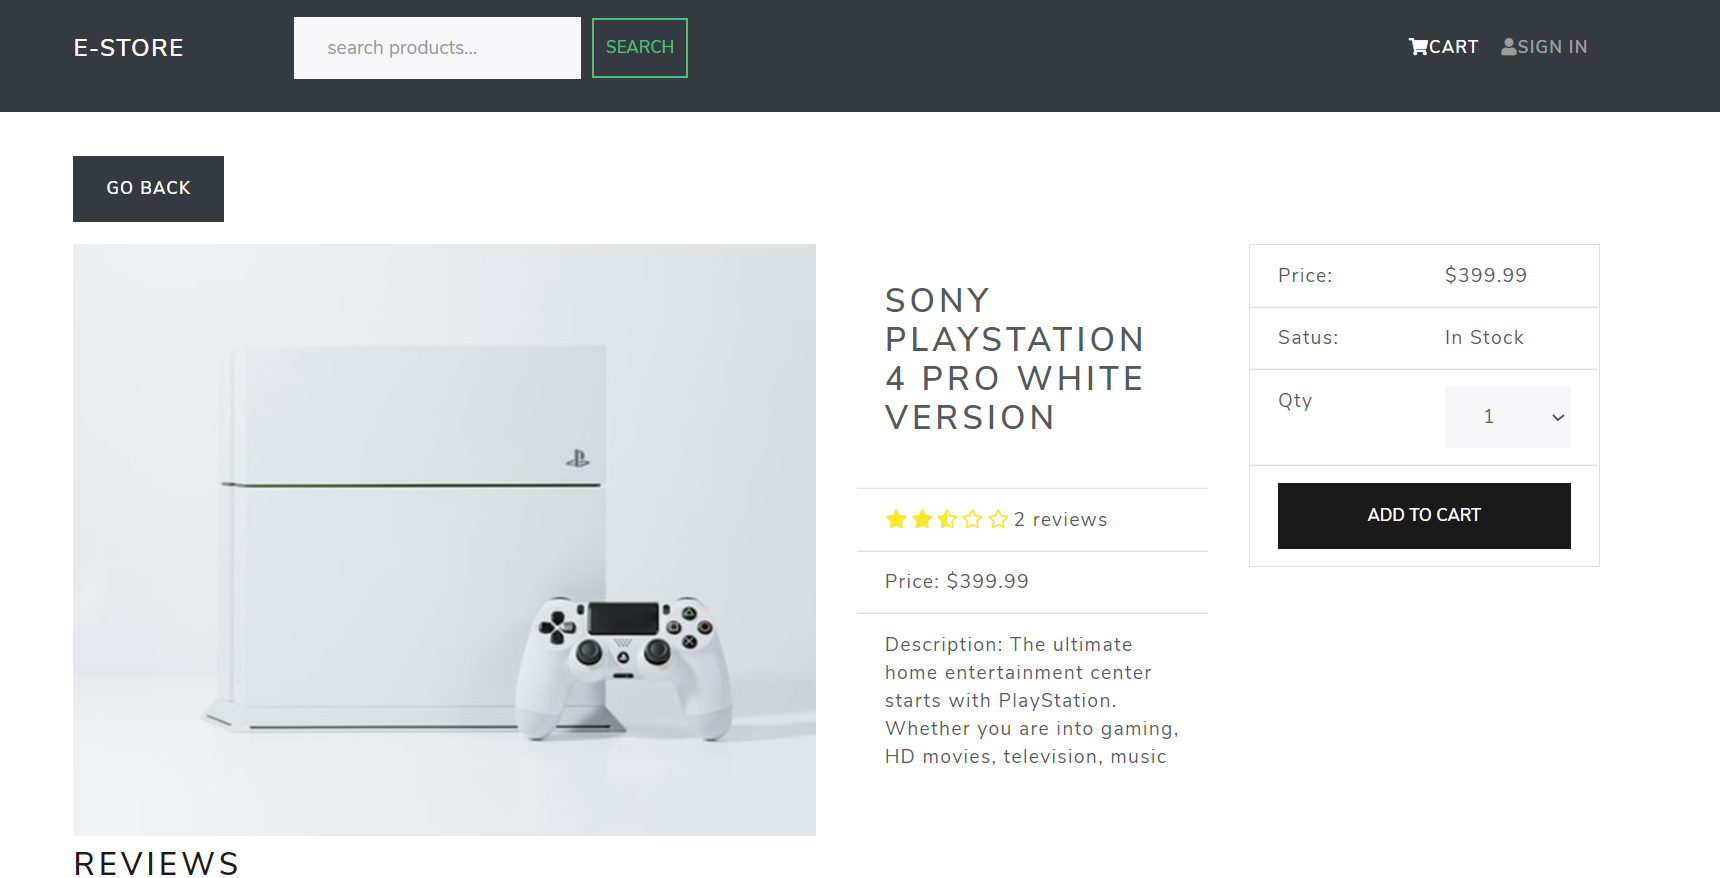 E-STORE
search products...
SEARCH
CART
SIGN IN
GO BACK
SONY
PLAYSTATION
4 PRO WHITE
VERSION
2 reviews
Price: $399.99
Description: The ultimate
home entertainment center
starts with PlayStation.
Whether you are into gaming,
HD movies, television, music
Price: $399.99
Satus: In Stock
Qty 1
ADD TO CART
REVIEWS